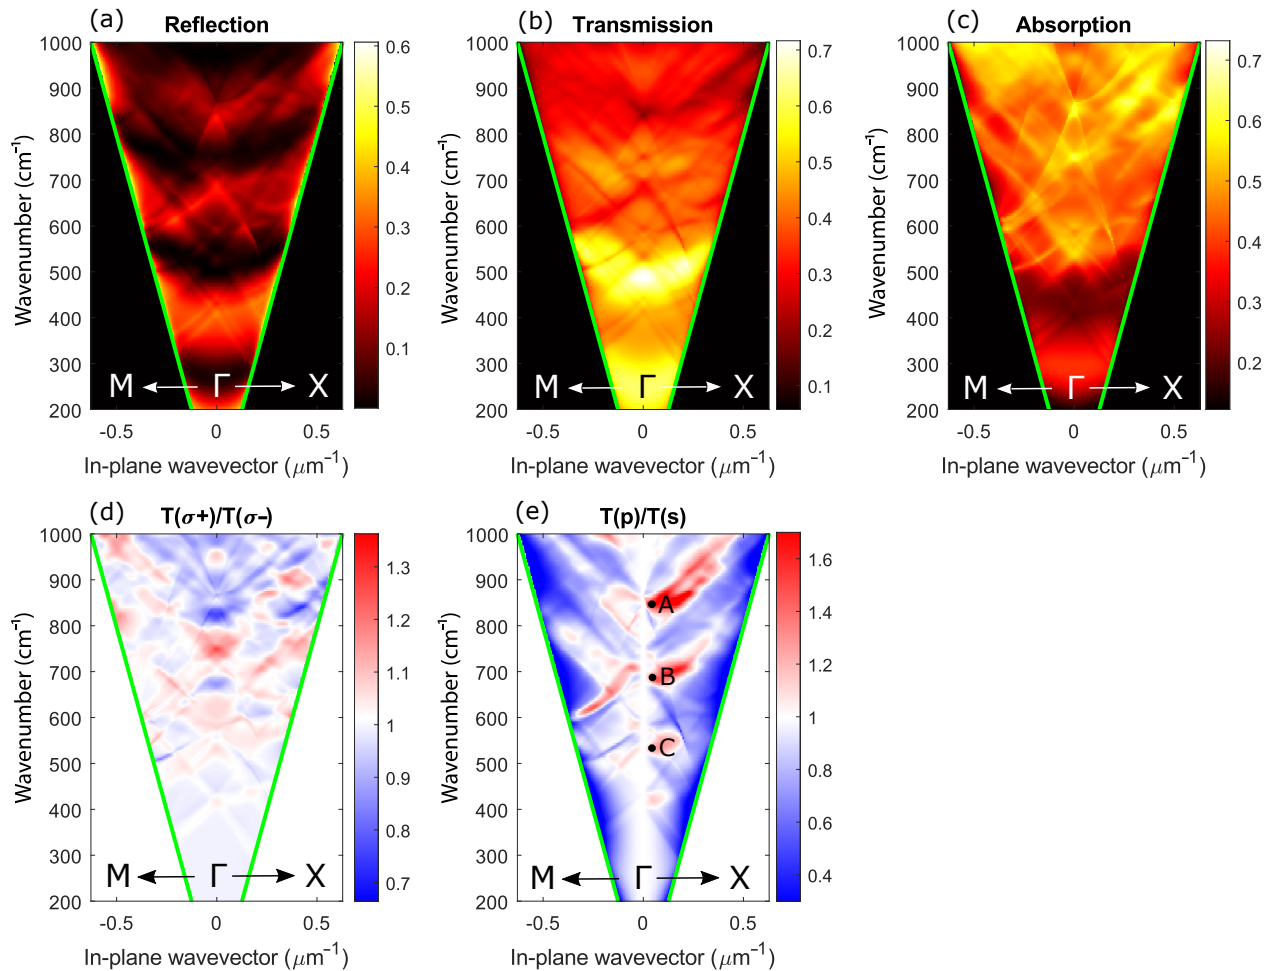 (a) Reflection
1000
900
800
700
600
500
400
300
200
Wavenumber (cm⁻¹)
M Γ X
-0.5 0 0.5
In-plane wavevector (μm⁻¹)
0.6
0.5
0.4
0.3
0.2
0.1
(b) Transmission
1000
900
800
700
600
500
400
300
200
Wavenumber (cm⁻¹)
M Γ X
-0.5 0 0.5
In-plane wavevector (μm⁻¹)
0.7
0.6
0.5
0.4
0.3
0.2
0.1
(c) Absorption
1000
900
800
700
600
500
400
300
200
Wavenumber (cm⁻¹)
M Γ X
-0.5 0 0.5
In-plane wavevector (μm⁻¹)
0.7
0.6
0.5
0.4
0.3
0.2
(d) T(σ+)/T(σ−)
1000
900
800
700
600
500
400
300
200
Wavenumber (cm⁻¹)
M Γ X
-0.5 0 0.5
In-plane wavevector (μm⁻¹)
1.3
1.2
1.1
1
0.9
0.8
0.7
(e) T(p)/T(s)
1000
900
800
700
600
500
400
300
200
Wavenumber (cm⁻¹)
A
B
C
M Γ X
-0.5 0 0.5
In-plane wavevector (μm⁻¹)
1.6
1.4
1.2
1
0.8
0.6
0.4